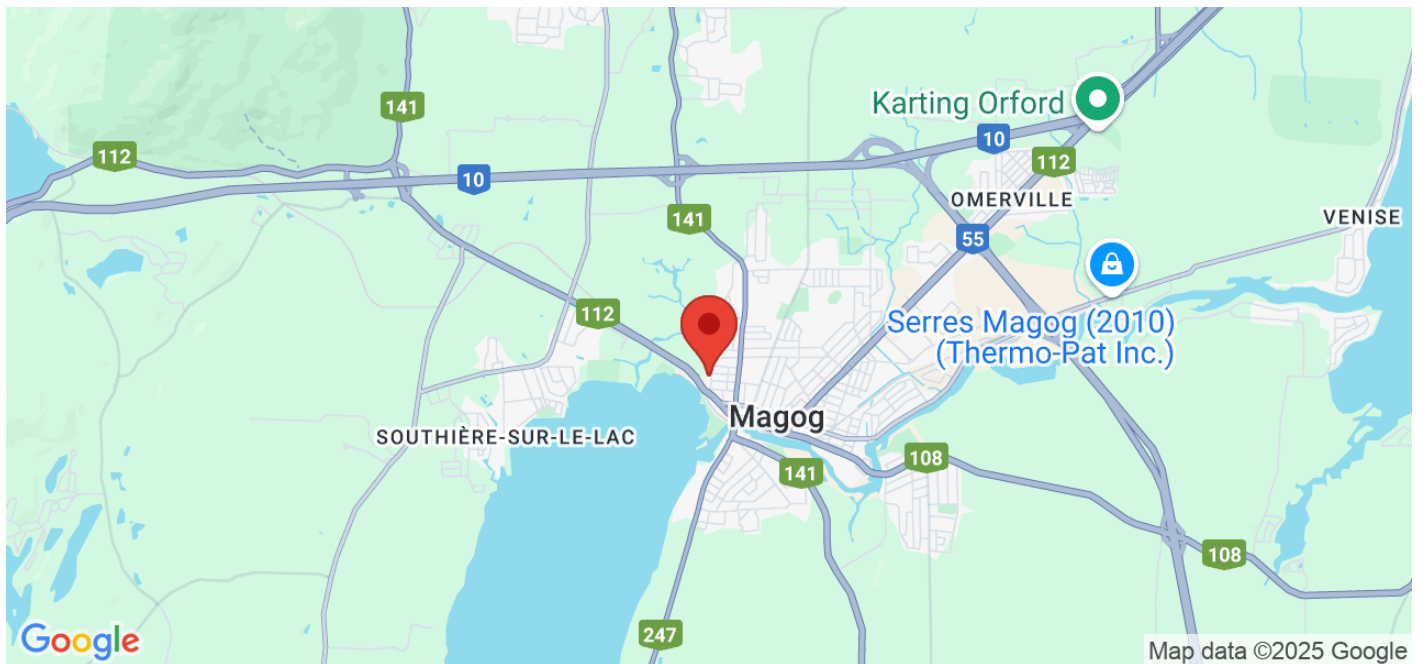 141
Karting Orford
10
112
112
10
OMERVILLE
141
VENISE
55
112
Serres Magog (2010)
(Thermo-Pat Inc.)
Magog
SOUTHIÈRE-SUR-LE-LAC
108
141
108
247
Google
Map data ©2025 Google